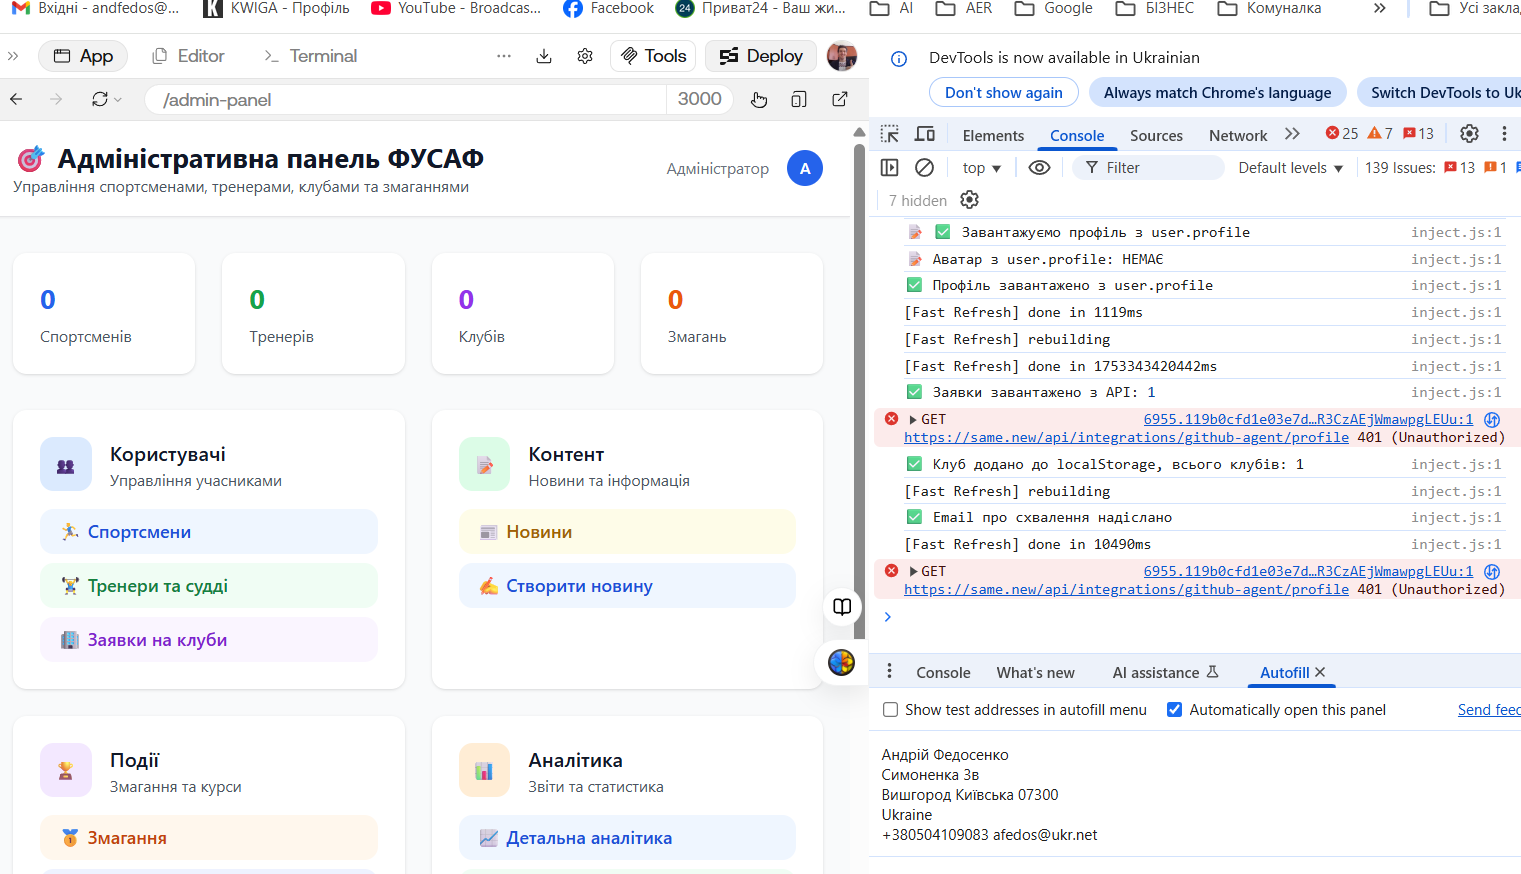 Вхідні - andfedos@...
KWIGA - Профіль
YouTube - Broadcas...
Facebook
24 Приват24 - Ваш жи...
AI
AER
Google
БІЗНЕС
Комуналка
»
Усі закла
» App Editor >_ Terminal ... Tools Deploy
/admin-panel 3000
🎯 Адміністративна панель ФУСАФ
Управління спортсменами, тренерами, клубами та змаганнями
Адміністратор A
0
Спортсменів
0
Тренерів
0
Клубів
0
Змагань
Користувачі
Управління учасниками
Спортсмени
Тренери та судді
Заявки на клуби
Контент
Новини та інформація
Новини
Створити новину
Події
Змагання та курси
Змагання
Аналітика
Звіти та статистика
Детальна аналітика
DevTools is now available in Ukrainian
Don't show again
Always match Chrome's language
Switch DevTools to Uk
Elements Console Sources Network » 25 7 13
top ▼ Filter Default levels ▼ 139 Issues: 13 1
7 hidden
📝 ✅ Завантажуємо профіль з user.profile inject.js:1
📝 Аватар з user.profile: НЕМАЄ inject.js:1
✅ Профіль завантажено з user.profile inject.js:1
[Fast Refresh] done in 1119ms inject.js:1
[Fast Refresh] rebuilding inject.js:1
[Fast Refresh] done in 1753343420442ms inject.js:1
✅ Заявки завантажено з API: 1 inject.js:1
▶GET 6955.119b0cfd1e03e7d…R3CzAEjWmawpgLEUu:1
https://same.new/api/integrations/github-agent/profile 401 (Unauthorized)
✅ Клуб додано до localStorage, всього клубів: 1 inject.js:1
[Fast Refresh] rebuilding inject.js:1
✅ Email про схвалення надіслано inject.js:1
[Fast Refresh] done in 10490ms inject.js:1
▶GET 6955.119b0cfd1e03e7d…R3CzAEjWmawpgLEUu:1
https://same.new/api/integrations/github-agent/profile 401 (Unauthorized)
>
Console What's new AI assistance Autofill ×
Show test addresses in autofill menu Automatically open this panel Send feed
Андрій Федосенко
Симоненка 3в
Вишгород Київська 07300
Ukraine
+380504109083 afedos@ukr.net